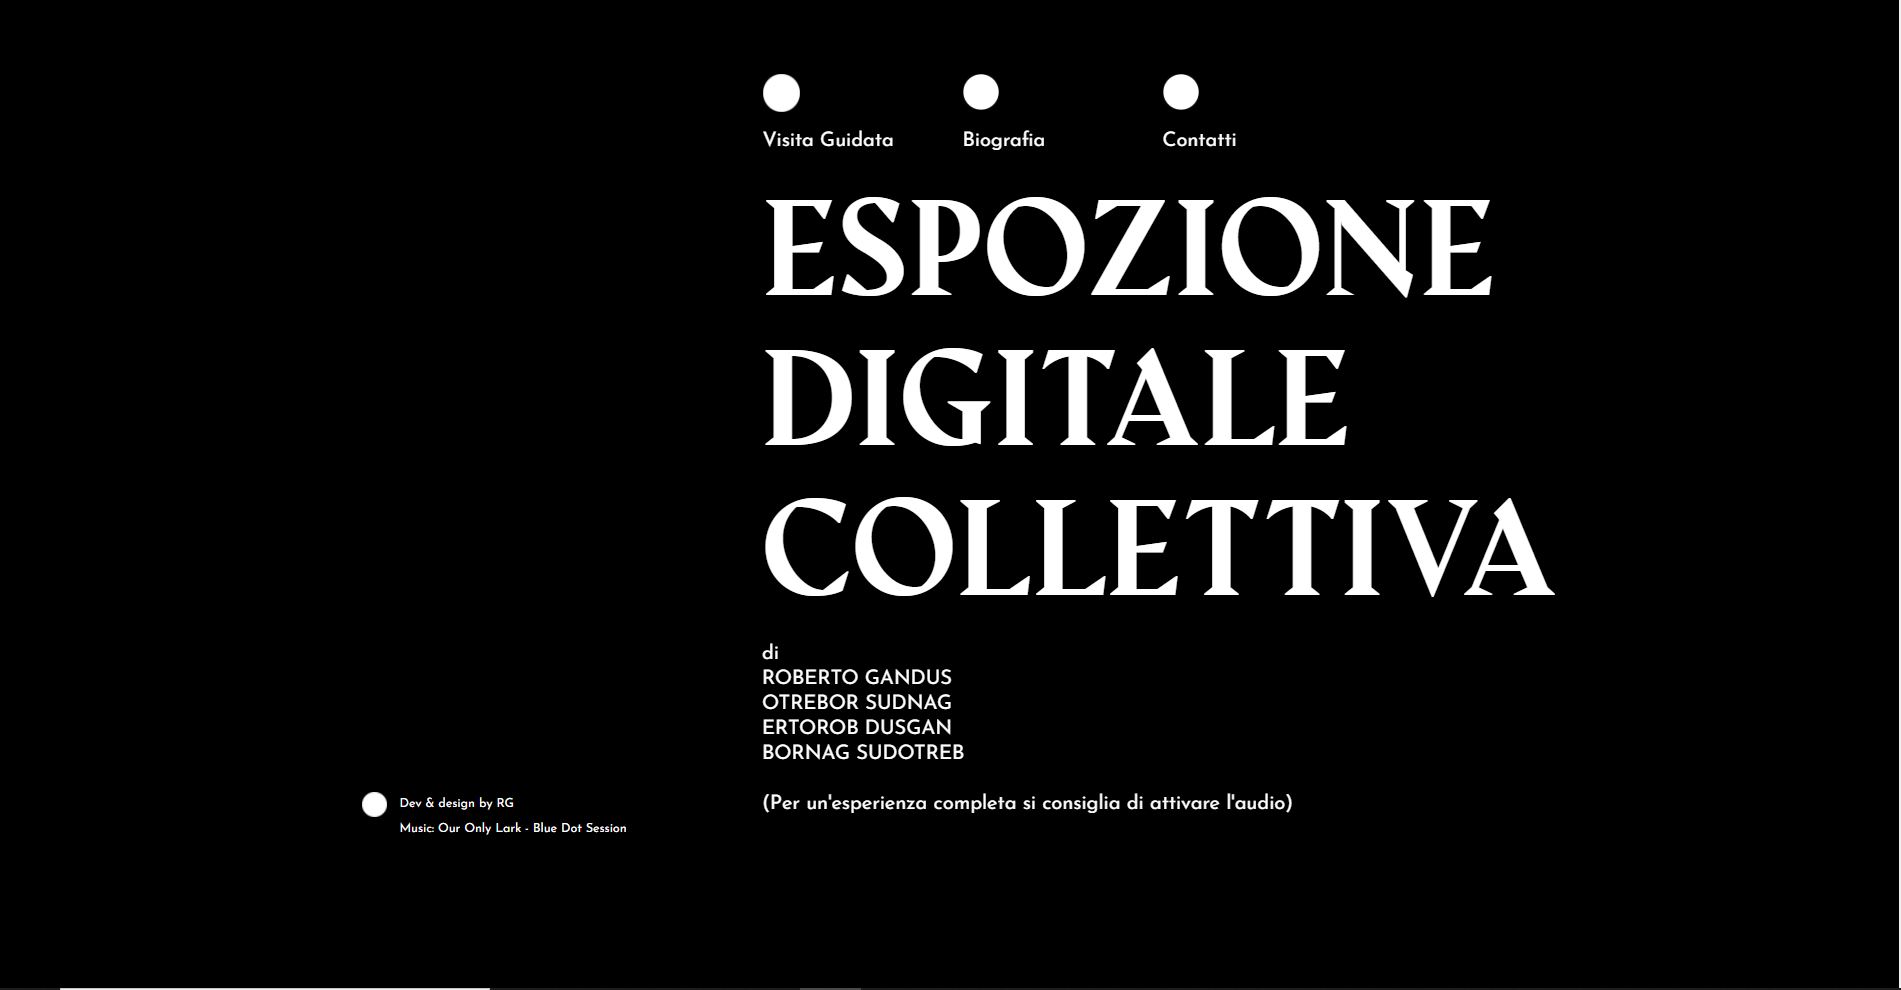 Visita Guidata
Biografia
Contatti
ESPOZIONE
DIGITALE
COLLETTIVA
di
ROBERTO GANDUS
OTREBOR SUDNAG
ERTOROB DUSGAN
BORNAG SUDOTREB
(Per un'esperienza completa si consiglia di attivare l'audio)
Dev & design by RG
Music: Our Only Lark - Blue Dot Session